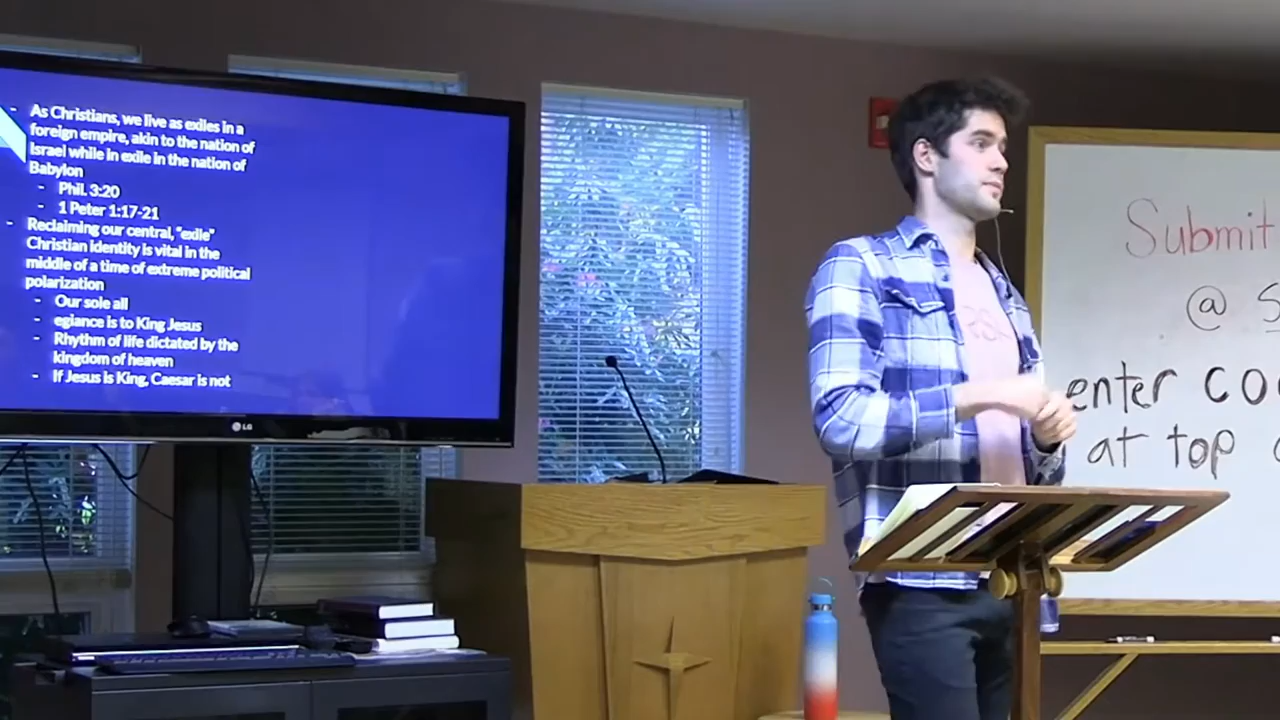 - As Christians, we live as exiles in a
foreign empire, akin to the nation of
Israel while in exile in the nation of
Babylon
- Phil. 3:20
- 1 Peter 1:17-21
- Reclaiming our central, "exile"
Christian identity is vital in the
middle of a time of extreme political
polarization
- Our sole all
- egiance is to King Jesus
- Rhythm of life dictated by the
kingdom of heaven
- If Jesus is King, Caesar is not
LG
Submit
@ S
enter co
at top